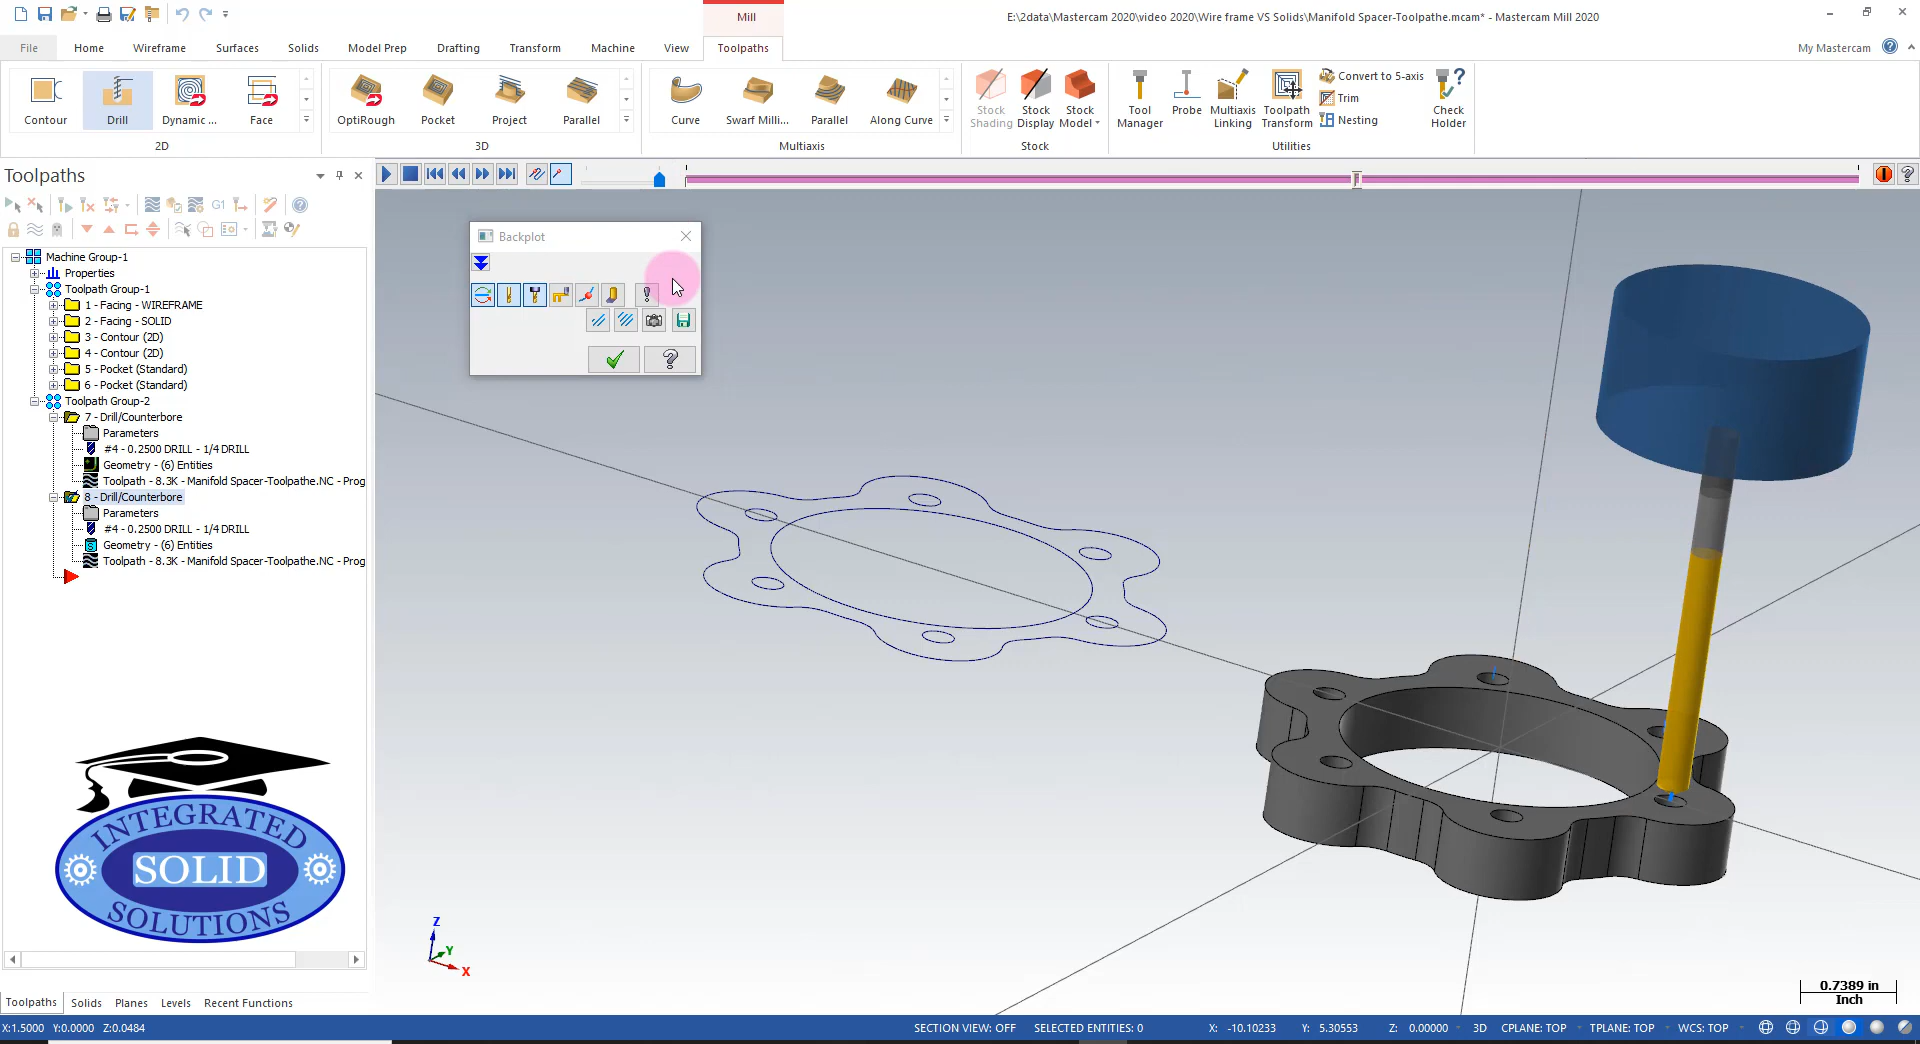 Mill
E:\2data\Mastercam 2020\video 2020\Wire frame VS Solids\Manifold Spacer-Toolpathe.mcam* - Mastercam Mill 2020
File Home Wireframe Surfaces Solids Model Prep Drafting Transform Machine View Toolpaths My Mastercam
Contour Drill Dynamic ... Face
2D
OptiRough Pocket Project Parallel
3D
Curve Swarf Milli... Parallel Along Curve
Multiaxis
Stock Shading Stock Display Stock Model
Stock
Tool Manager Probe Multiaxis Linking Toolpath Transform
Convert to 5-axis
Trim
Nesting
Check Holder
Utilities
Toolpaths
G1
Machine Group-1
Properties
Toolpath Group-1
1 - Facing - WIREFRAME
2 - Facing - SOLID
3 - Contour (2D)
4 - Contour (2D)
5 - Pocket (Standard)
6 - Pocket (Standard)
Toolpath Group-2
7 - Drill/Counterbore
Parameters
#4 - 0.2500 DRILL - 1/4 DRILL
Geometry - (6) Entities
Toolpath - 8.3K - Manifold Spacer-Toolpathe.NC - Prog
8 - Drill/Counterbore
Parameters
#4 - 0.2500 DRILL - 1/4 DRILL
Geometry - (6) Entities
Toolpath - 8.3K - Manifold Spacer-Toolpathe.NC - Prog
Backplot
INTEGRATED
SOLID
SOLUTIONS
Z
Y
X
0.7389 in
Inch
Toolpaths Solids Planes Levels Recent Functions
X:1.5000 Y:0.0000 Z:0.0484 SECTION VIEW: OFF SELECTED ENTITIES: 0 X: -10.10233 Y: 5.30553 Z: 0.00000 3D CPLANE: TOP TPLANE: TOP WCS: TOP